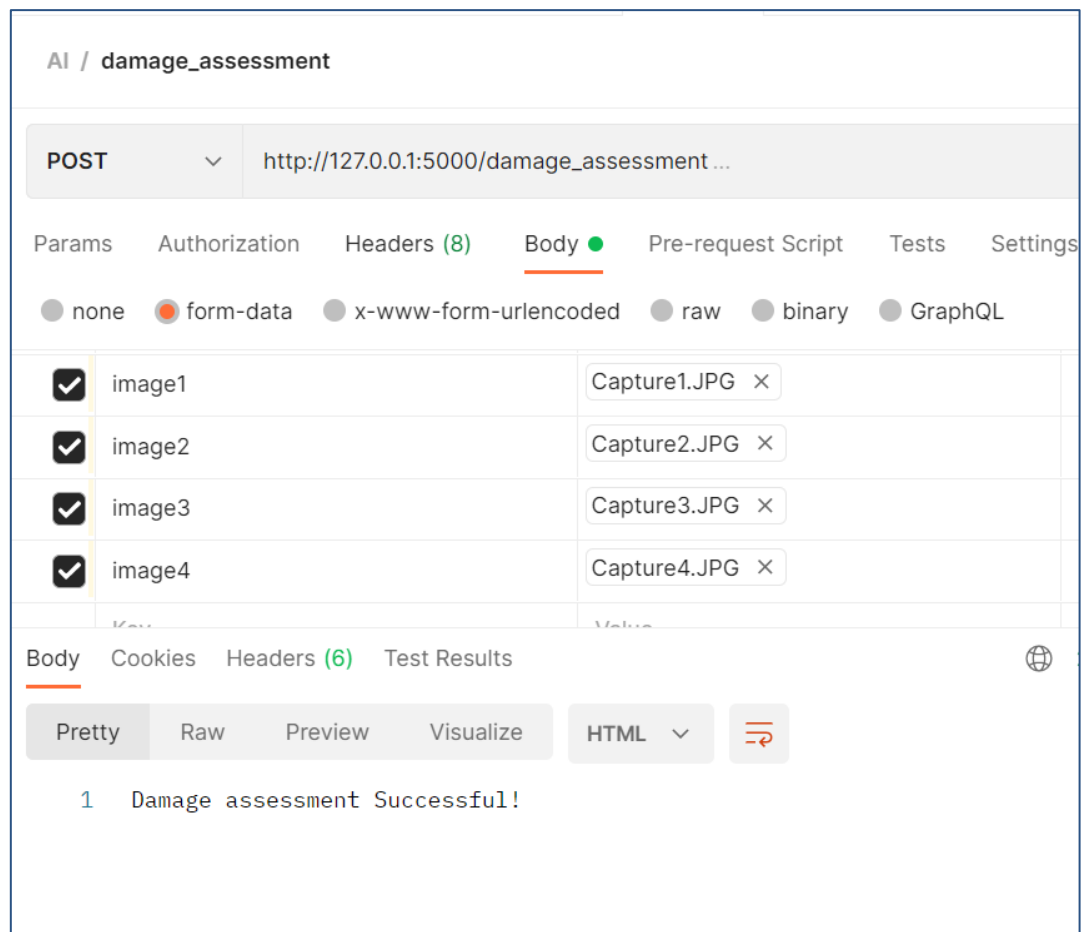 AI / damage_assessment
POST http://127.0.0.1:5000/damage_assessment ...
Params Authorization Headers (8) Body Pre-request Script Tests Settings
none form-data x-www-form-urlencoded raw binary GraphQL
image1 Capture1.JPG
image2 Capture2.JPG
image3 Capture3.JPG
image4 Capture4.JPG
Key Value
Body Cookies Headers (6) Test Results
Pretty Raw Preview Visualize HTML
1 Damage assessment Successful!